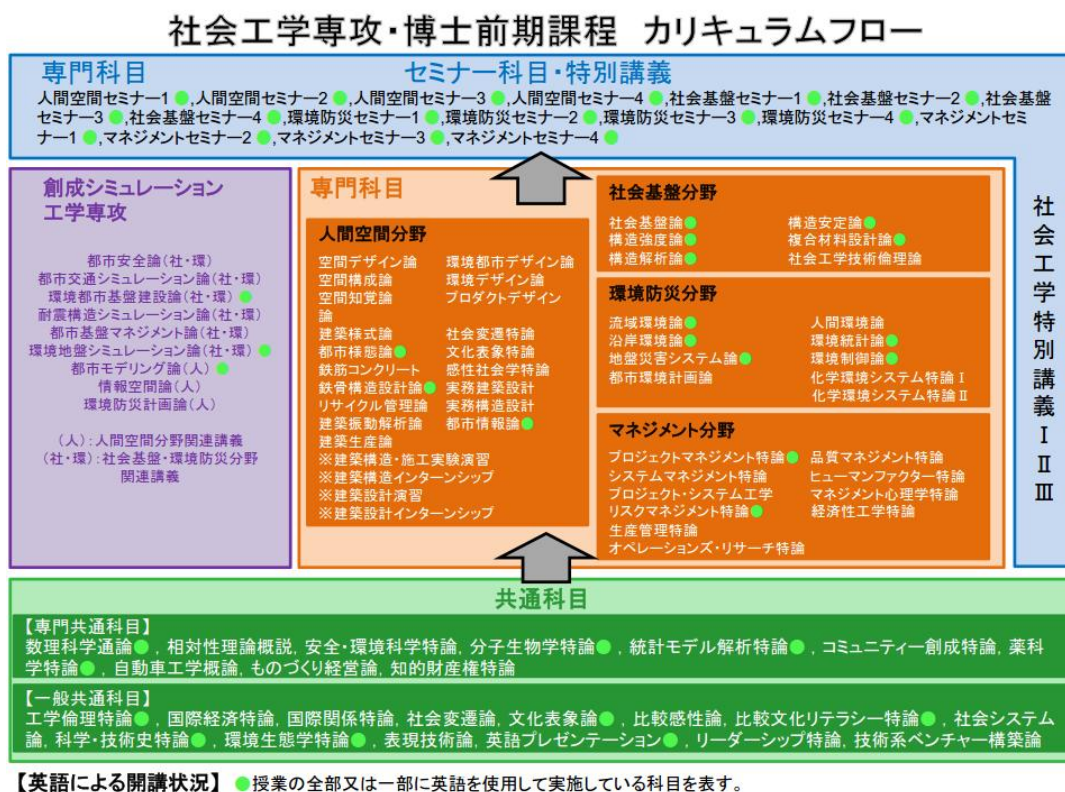 社会工学専攻・博士前期課程 カリキュラムフロー
専門科目 セミナー科目・特別講義
人間空間セミナー1 ●,人間空間セミナー2 ●,人間空間セミナー3 ●,人間空間セミナー4 ●,社会基盤セミナー1 ●,社会基盤セミナー2 ●,社会基盤
セミナー3 ●,社会基盤セミナー4 ●,環境防災セミナー1 ●,環境防災セミナー2 ●,環境防災セミナー3 ●,環境防災セミナー4 ●,マネジメントセミ
ナー1 ●,マネジメントセミナー2 ●,マネジメントセミナー3 ●,マネジメントセミナー4 ●
創成シミュレーション
工学専攻
都市安全論(社・環)
都市交通シミュレーション論(社・環)
環境都市基盤建設論(社・環) ●
耐震構造シミュレーション論(社・環)
都市基盤マネジメント論(社・環)
環境地盤シミュレーション論(社・環) ●
都市モデリング論(人) ●
情報空間論(人)
環境防災計画論(人)
(人):人間空間分野関連講義
(社・環):社会基盤・環境防災分野
関連講義
専門科目
人間空間分野
空間デザイン論 環境都市デザイン論
空間構成論 環境デザイン論
空間知覚論 プロダクトデザイン
論
建築様式論 社会変遷特論
都市様態論● 文化表象特論
鉄筋コンクリート 感性社会学特論
鉄骨構造設計論● 実務建築設計
リサイクル管理論 実務構造設計
建築振動解析論 都市情報論●
建築生産論
※建築構造・施工実験演習
※建築構造インターンシップ
※建築設計演習
※建築設計インターンシップ
社会基盤分野
社会基盤論● 構造安定論●
構造強度論● 複合材料設計論●
構造解析論● 社会工学技術倫理論
環境防災分野
流域環境論● 人間環境論
沿岸環境論● 環境統計論●
地盤災害システム論● 環境制御論●
都市環境計画論 化学環境システム特論Ⅰ
化学環境システム特論Ⅱ
マネジメント分野
プロジェクトマネジメント特論● 品質マネジメント特論
システムマネジメント特論 ヒューマンファクター特論
プロジェクト・システム工学 マネジメント心理学特論
リスクマネジメント特論● 経済性工学特論
生産管理特論
オペレーションズ・リサーチ特論
社会工学特別講義ⅠⅡⅢ
共通科目
【専門共通科目】
数理科学通論● , 相対性理論概説, 安全・環境科学特論, 分子生物学特論● , 統計モデル解析特論● , コミュニティー創成特論, 薬科
学特論● , 自動車工学概論, ものづくり経営論, 知的財産権特論
【一般共通科目】
工学倫理特論● , 国際経済特論, 国際関係特論, 社会変遷論, 文化表象論● , 比較感性論, 比較文化リテラシー特論● , 社会システム
論, 科学・技術史特論● , 環境生態学特論● , 表現技術論, 英語プレゼンテーション● , リーダーシップ特論, 技術系ベンチャー構築論
【英語による開講状況】 ●授業の全部又は一部に英語を使用して実施している科目を表す。